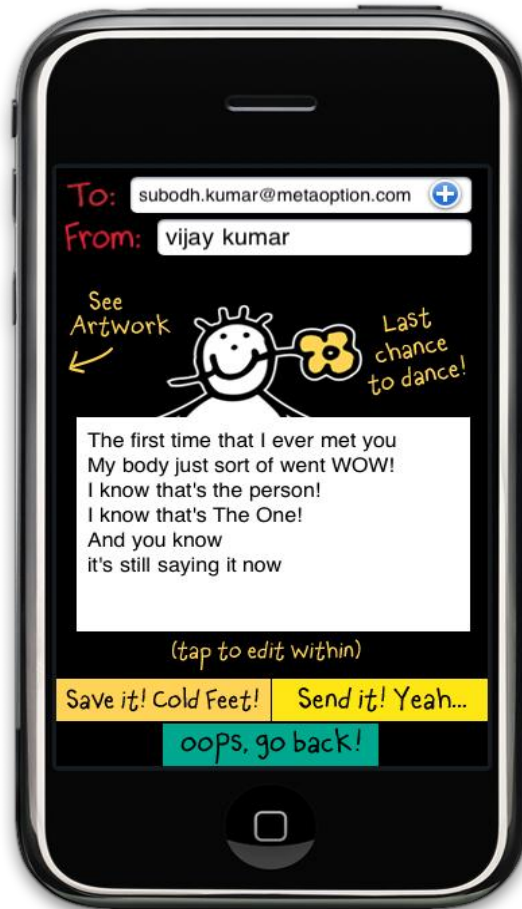 To: subodh.kumar@metaoption.com
From: vijay kumar
See
Artwork
Last
chance
to dance!
The first time that I ever met you
My body just sort of went WOW!
I know that's the person!
I know that's The One!
And you know
it's still saying it now
(tap to edit within)
Save it! Cold Feet!
Send it! Yeah...
oops, go back!